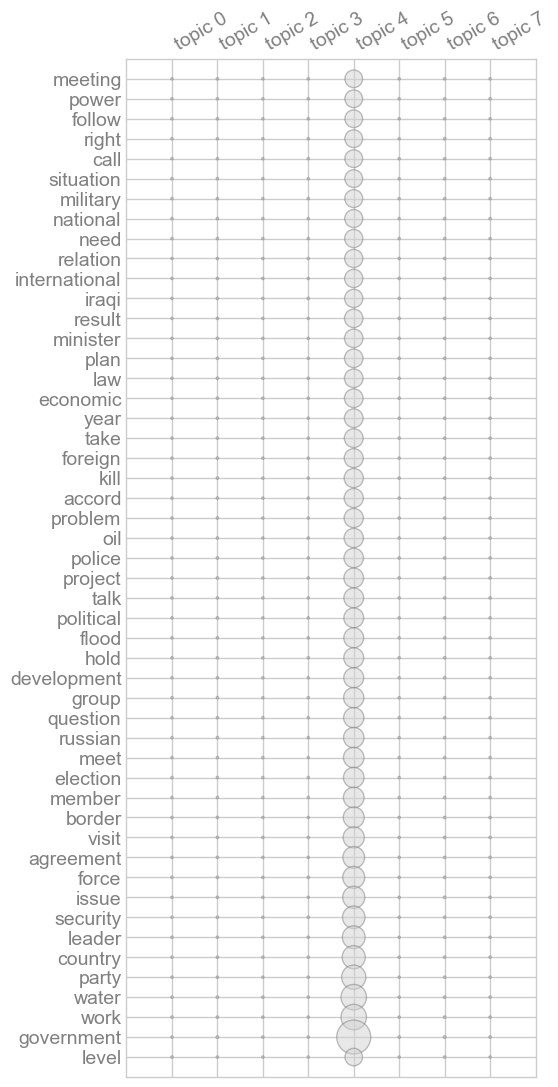 topic 0
topic 1
topic 2
topic 3
topic 4
topic 5
topic 6
topic 7
meeting
power
follow
right
call
situation
military
national
need
relation
international
iraqi
result
minister
plan
law
economic
year
take
foreign
kill
accord
problem
oil
police
project
talk
political
flood
hold
development
group
question
russian
meet
election
member
border
visit
agreement
force
issue
security
leader
country
party
water
work
government
level